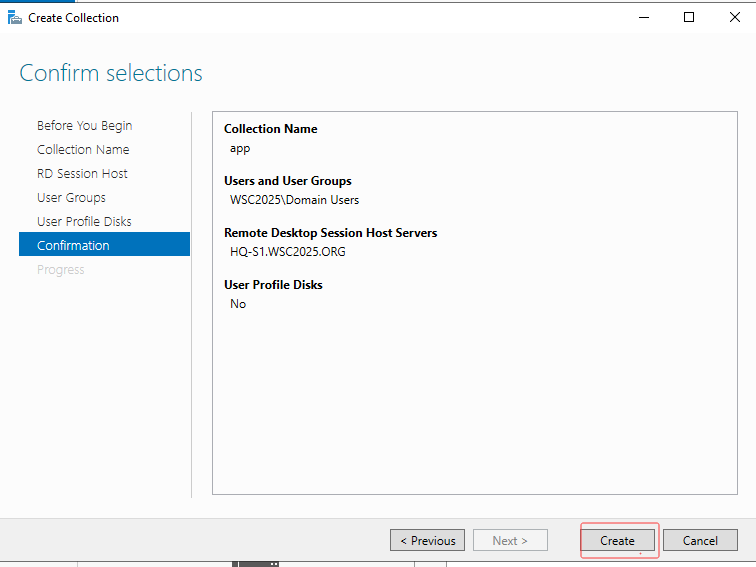 Create Collection
Confirm selections
Before You Begin
Collection Name
RD Session Host
User Groups
User Profile Disks
Confirmation
Progress
Collection Name
app
Users and User Groups
WSC2025\Domain Users
Remote Desktop Session Host Servers
HQ-S1.WSC2025.ORG
User Profile Disks
No
< Previous
Next >
Create
Cancel